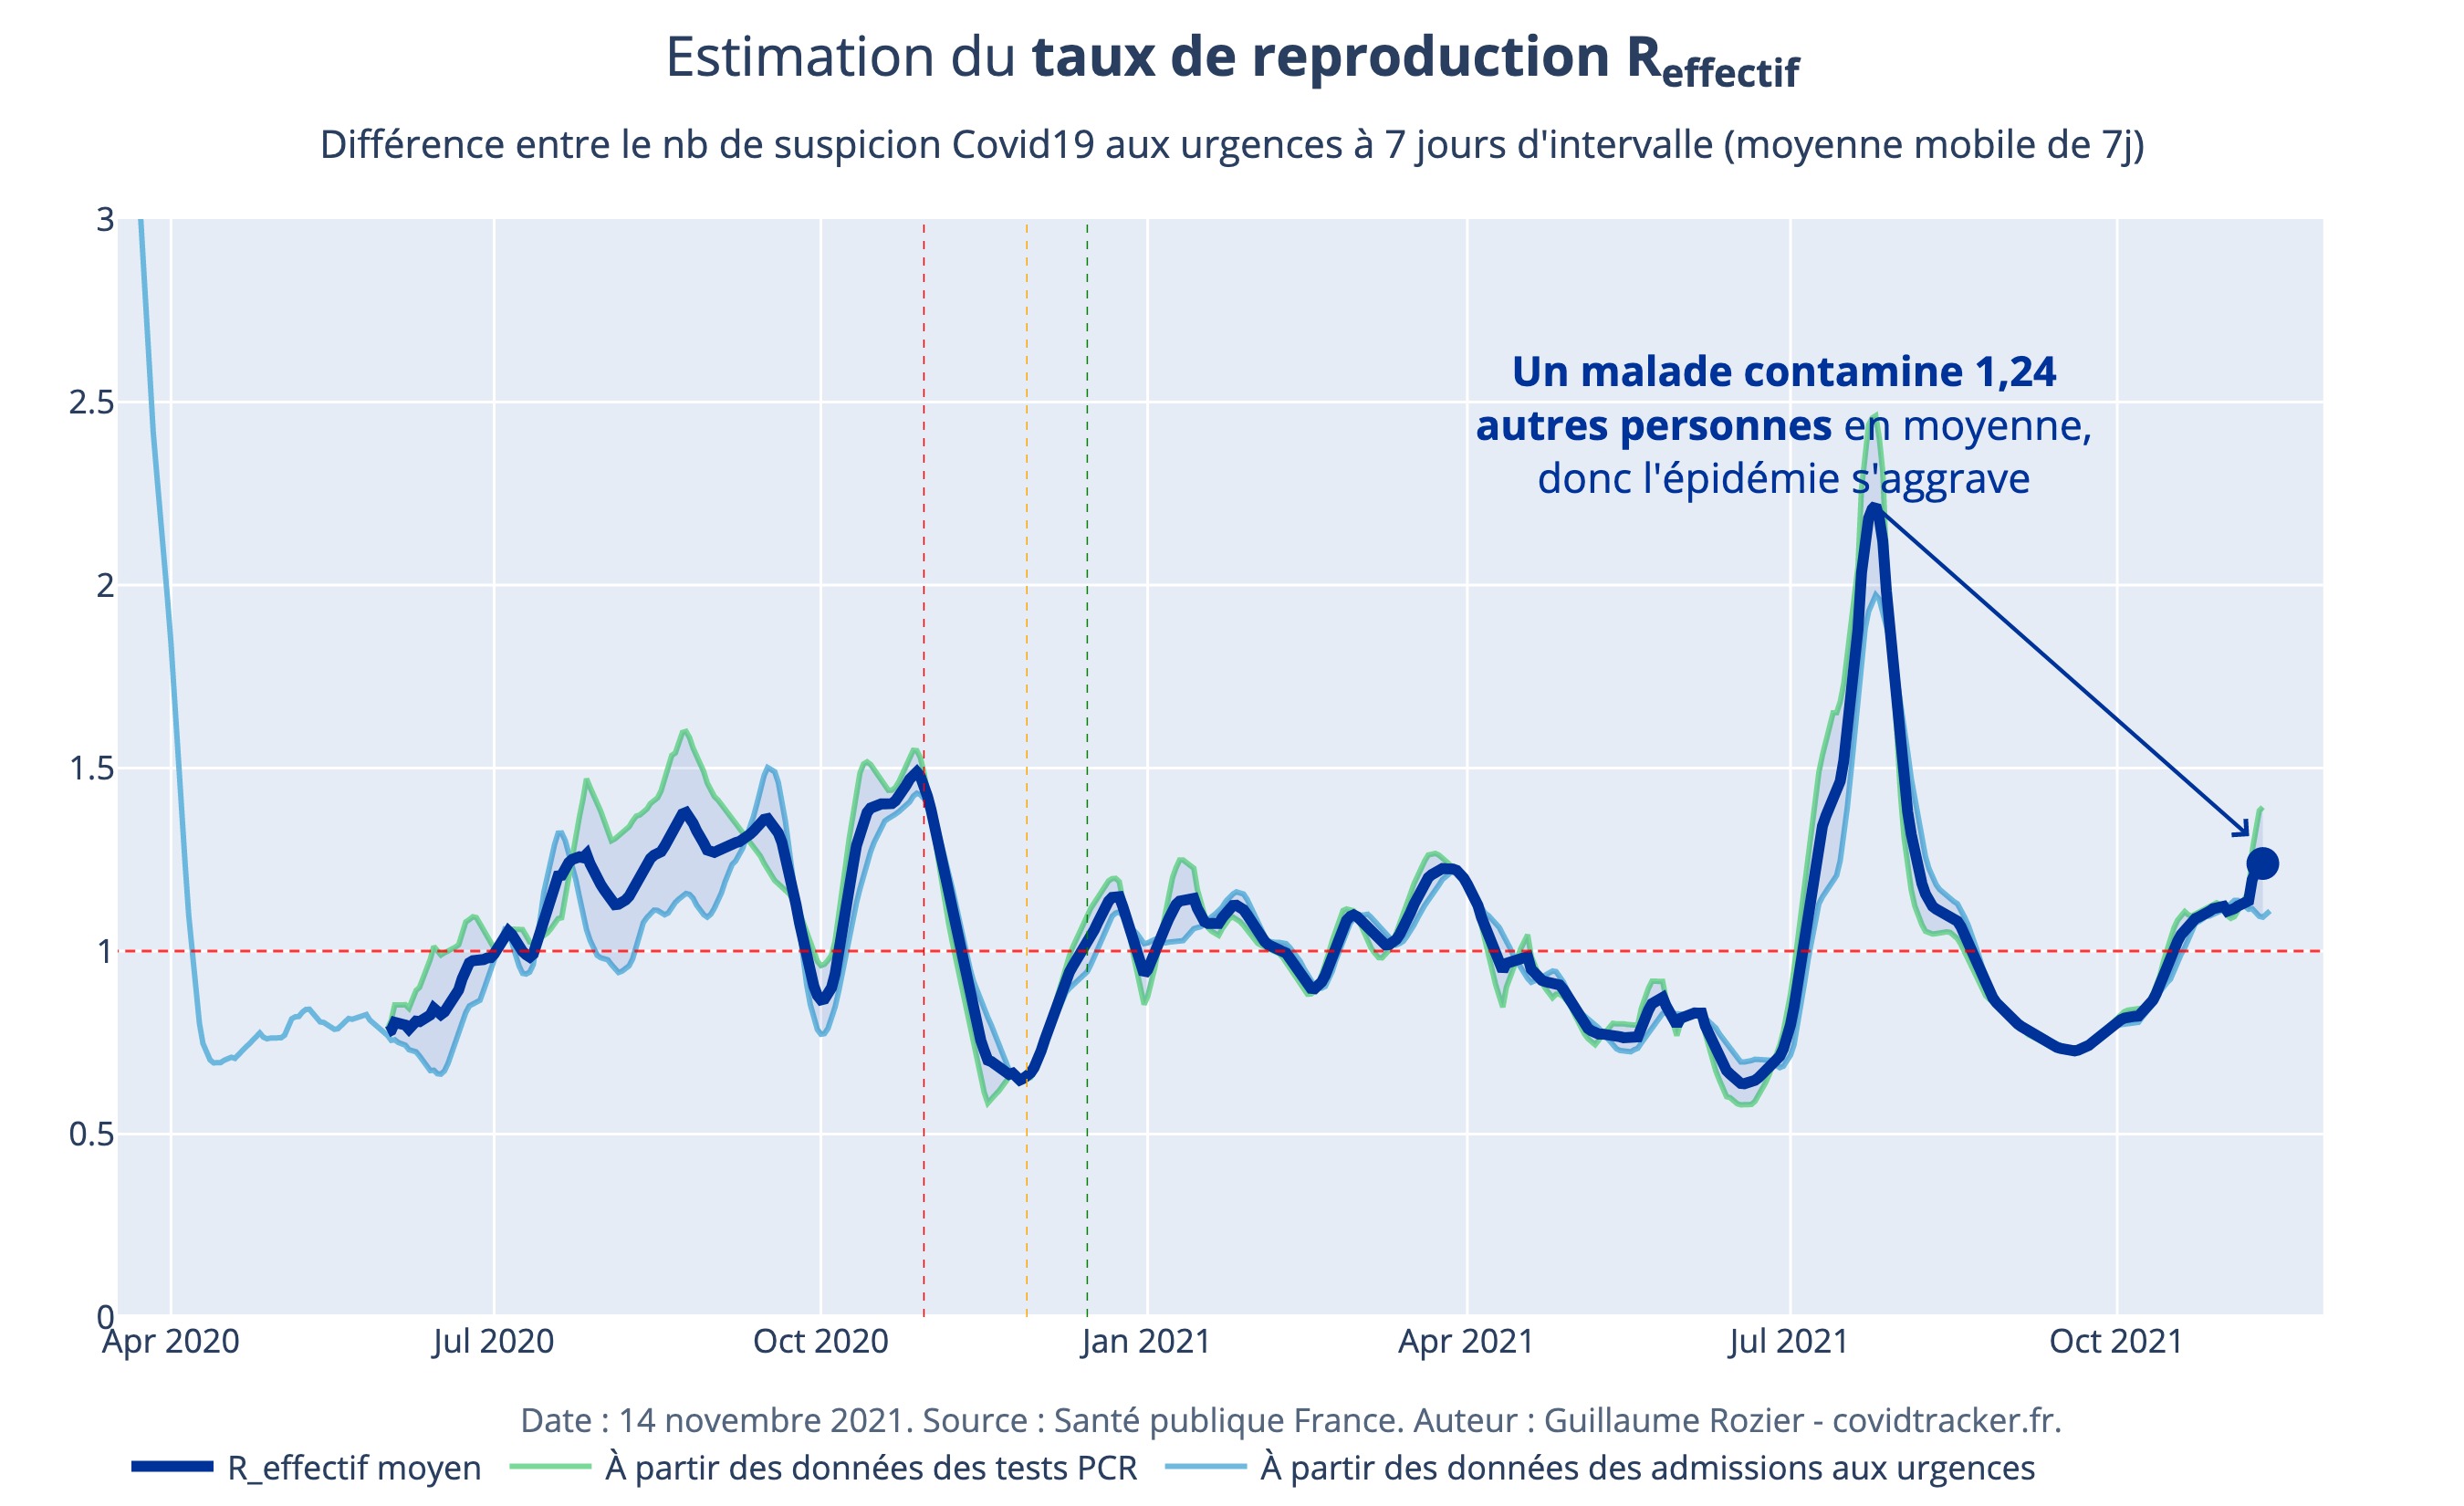 Estimation du taux de reproduction Reffectif
Différence entre le nb de suspicion Covid19 aux urgences à 7 jours d'intervalle (moyenne mobile de 7j)
3
2.5
2
1.5
1
0.5
0
Un malade contamine 1,24
autres personnes en moyenne,
donc l'épidémie s'aggrave
Apr 2020 Jul 2020 Oct 2020 Jan 2021 Apr 2021 Jul 2021 Oct 2021
Date : 14 novembre 2021. Source : Santé publique France. Auteur : Guillaume Rozier - covidtracker.fr.
R_effectif moyen À partir des données des tests PCR À partir des données des admissions aux urgences